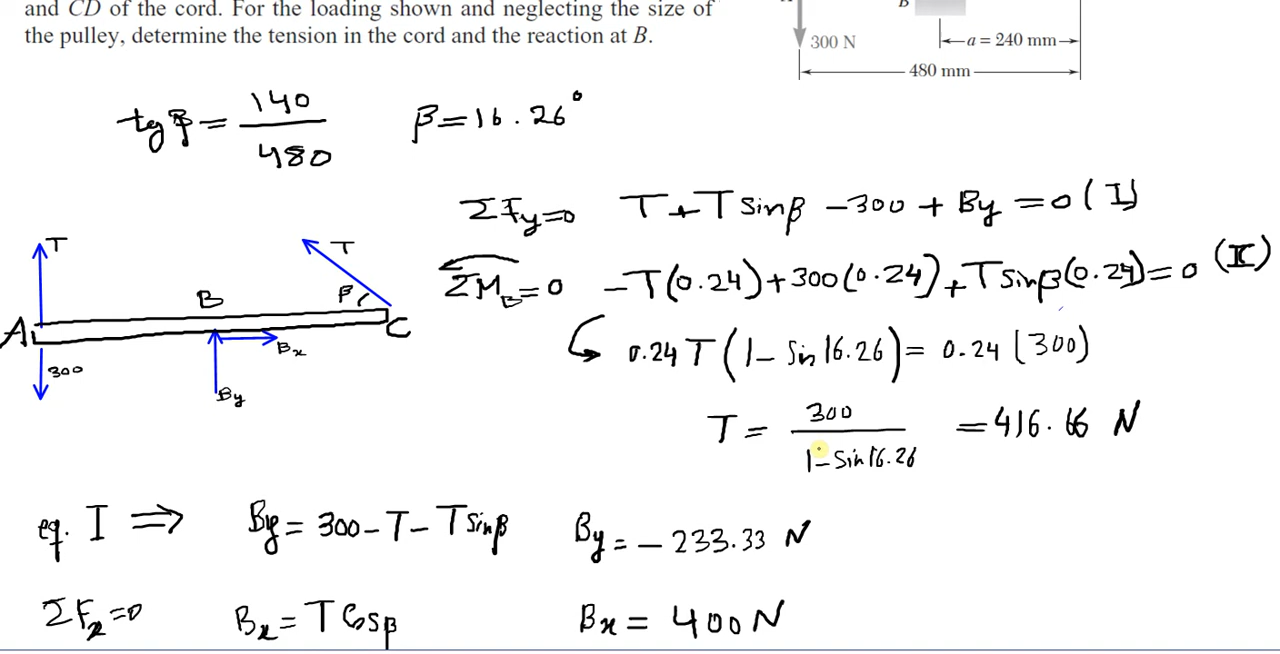 and CD of the cord. For the loading shown and neglecting the size of
the pulley, determine the tension in the cord and the reaction at B.
B
300 N
a = 240 mm
480 mm
tgβ = 140/480 β = 16.26°
ΣFy=0 T + T sinβ - 300 + By = 0 (I)
ΣM_B=0 -T(0.24) + 300(0.24) + T sinβ(0.24) = 0 (II)
0.24 T (1 - Sin 16.26) = 0.24 (300)
T = 300/(1 - Sin 16.26) = 416.66 N
T
T
B
β
A
C
Bx
300
By
eq. I ⇒ By = 300 - T - T Sinβ By = - 233.33 N
ΣFx=0 Bx = T Cosβ Bx = 400 N